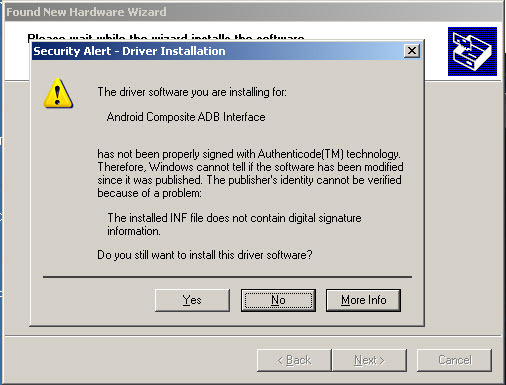 Found New Hardware Wizard
Please wait while the wizard installs the software
Security Alert - Driver Installation
The driver software you are installing for:
Android Composite ADB Interface
has not been properly signed with Authenticode(TM) technology.
Therefore, Windows cannot tell if the software has been modified
since it was published. The publisher's identity cannot be verified
because of a problem:
The installed INF file does not contain digital signature
information.
Do you still want to install this driver software?
Yes
No
More Info
< Back
Next >
Cancel